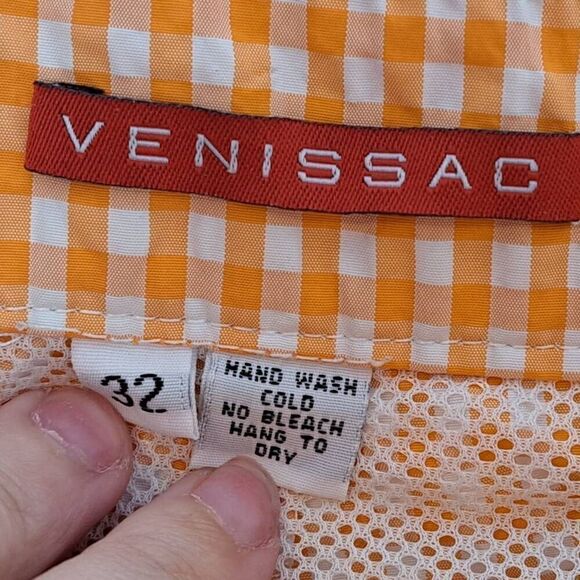 VENISSAC
32
HAND WASH
COLD
NO BLEACH
HANG TO
DRY